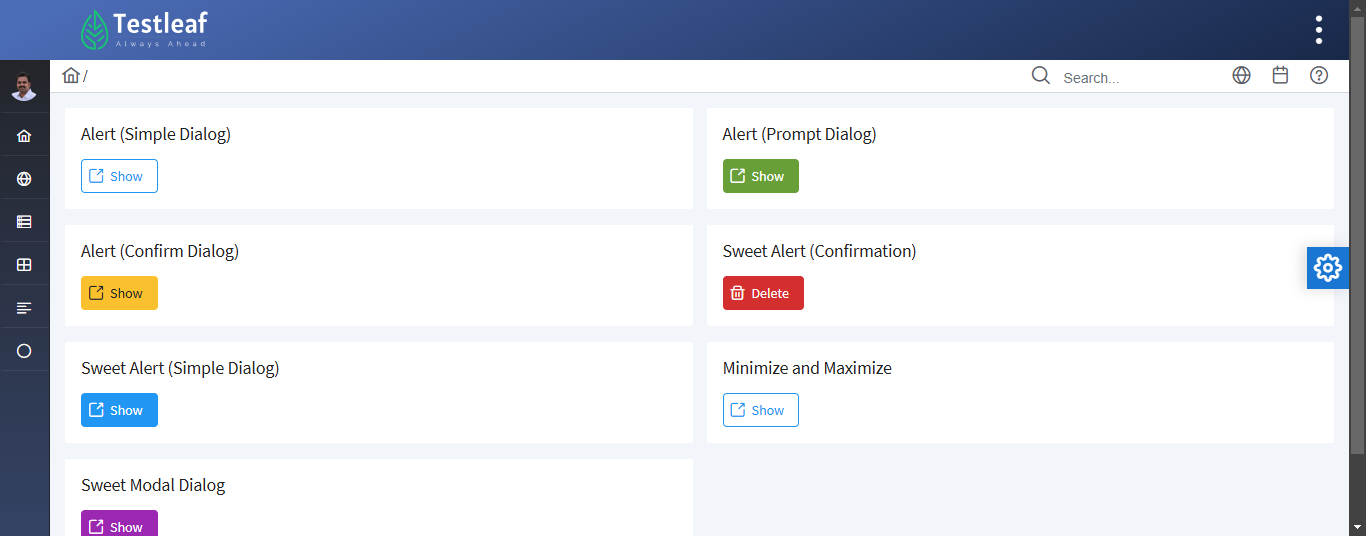 Testleaf
Always Ahead
/
Search...
Alert (Simple Dialog)
Show
Alert (Prompt Dialog)
Show
Alert (Confirm Dialog)
Show
Sweet Alert (Confirmation)
Delete
Sweet Alert (Simple Dialog)
Show
Minimize and Maximize
Show
Sweet Modal Dialog
Show